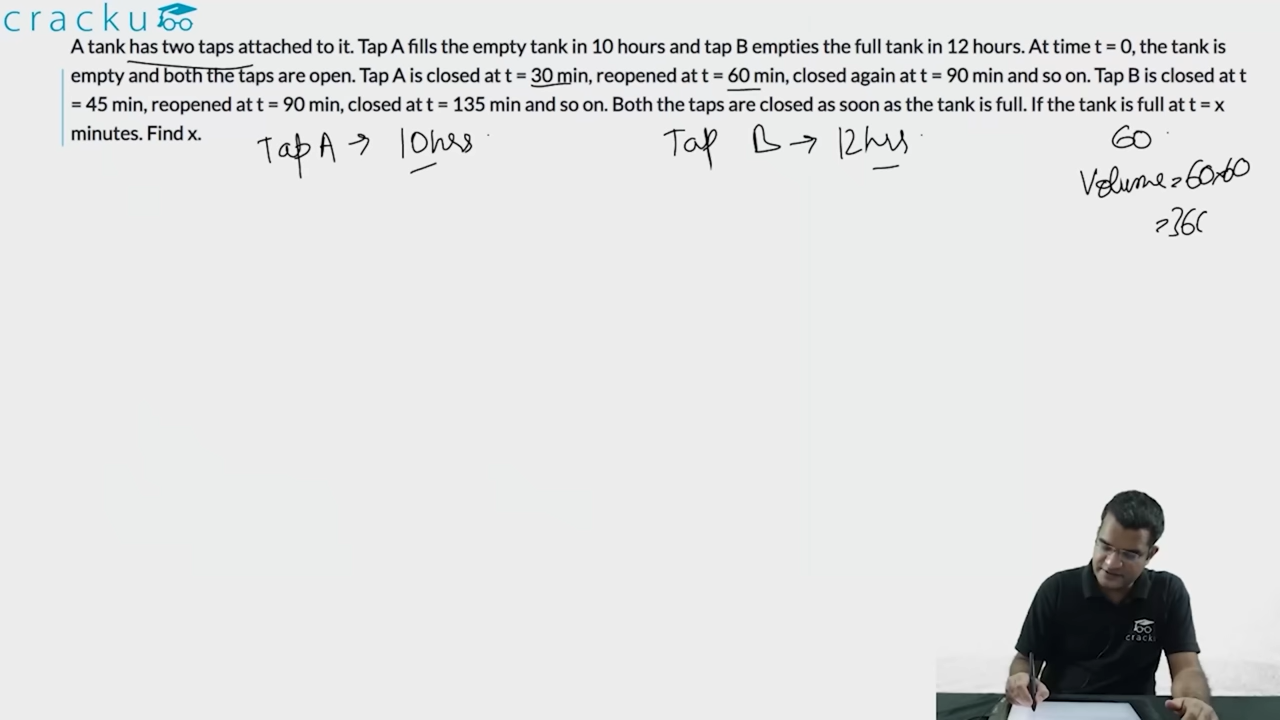 cracku
A tank has two taps attached to it. Tap A fills the empty tank in 10 hours and tap B empties the full tank in 12 hours. At time t = 0, the tank is
empty and both the taps are open. Tap A is closed at t = 30 min, reopened at t = 60 min, closed again at t = 90 min and so on. Tap B is closed at t
= 45 min, reopened at t = 90 min, closed at t = 135 min and so on. Both the taps are closed as soon as the tank is full. If the tank is full at t = x
minutes. Find x.
Tap A → 10hrs
Tap B → 12hrs
60
Volume = 60×60
=360
cracku